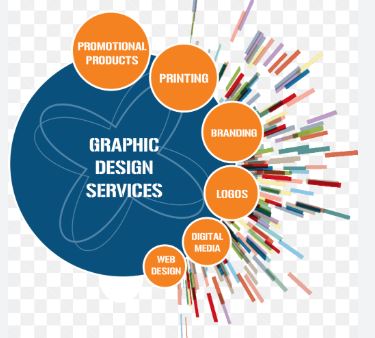 PROMOTIONAL
PRODUCTS
PRINTING
BRANDING
GRAPHIC
DESIGN
SERVICES
LOGOS
DIGITAL
MEDIA
WEB
DESIGN